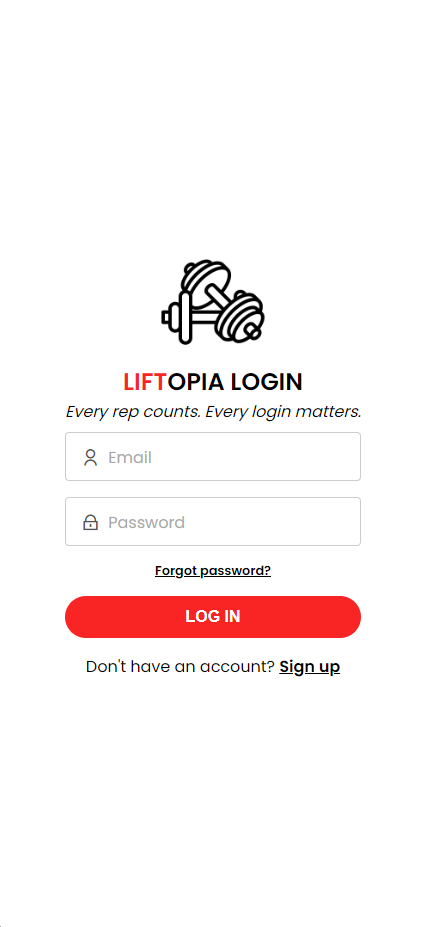 LIFTOPIA LOGIN
Every rep counts. Every login matters.
Email
Password
Forgot password?
LOG IN
Don't have an account? Sign up